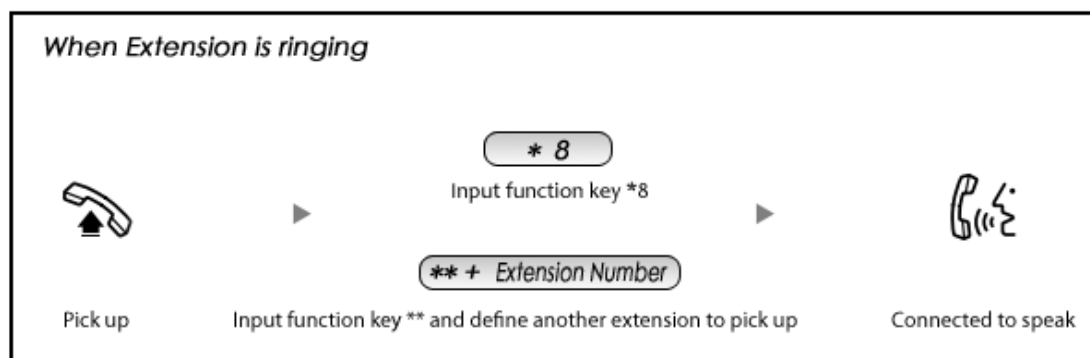 When Extension is ringing
* 8
Input function key *8
** + Extension Number
Pick up
Input function key ** and define another extension to pick up
Connected to speak